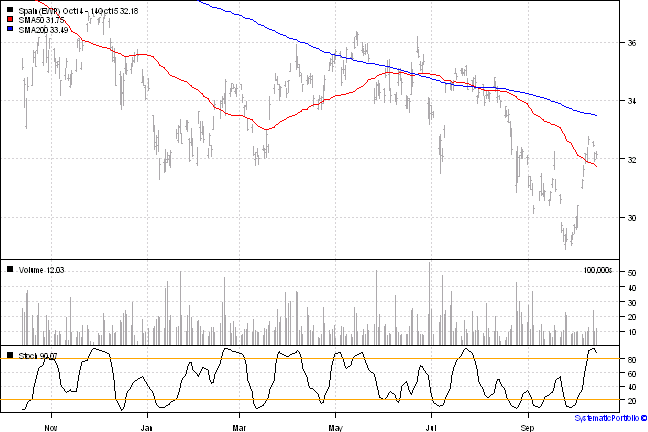 Spain (EWP) Oct14 - 14Oct15 32.18
SMA50 31.75
SMA200 33.49
36
34
32
30
Volume 12.03
100,000s
50
40
30
20
10
Stoch 90.07
80
60
40
20
Nov Jan Mar May Jul Sep
SystematicPortfolio ©